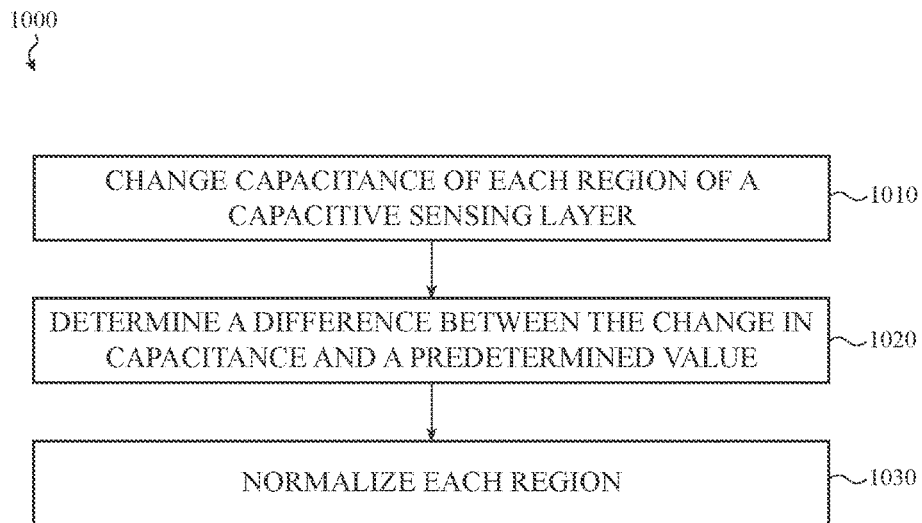 1000
CHANGE CAPACITANCE OF EACH REGION OF A
CAPACITIVE SENSING LAYER
1010
DETERMINE A DIFFERENCE BETWEEN THE CHANGE IN
CAPACITANCE AND A PREDETERMINED VALUE
1020
NORMALIZE EACH REGION
1030